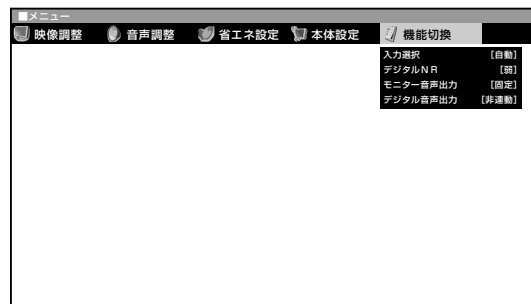 ■メニュー
映像調整 音声調整 省エネ設定 本体設定 機能切換
入力選択 [自動]
デジタルNR [弱]
モニター音声出力 [固定]
デジタル音声出力 [非連動]